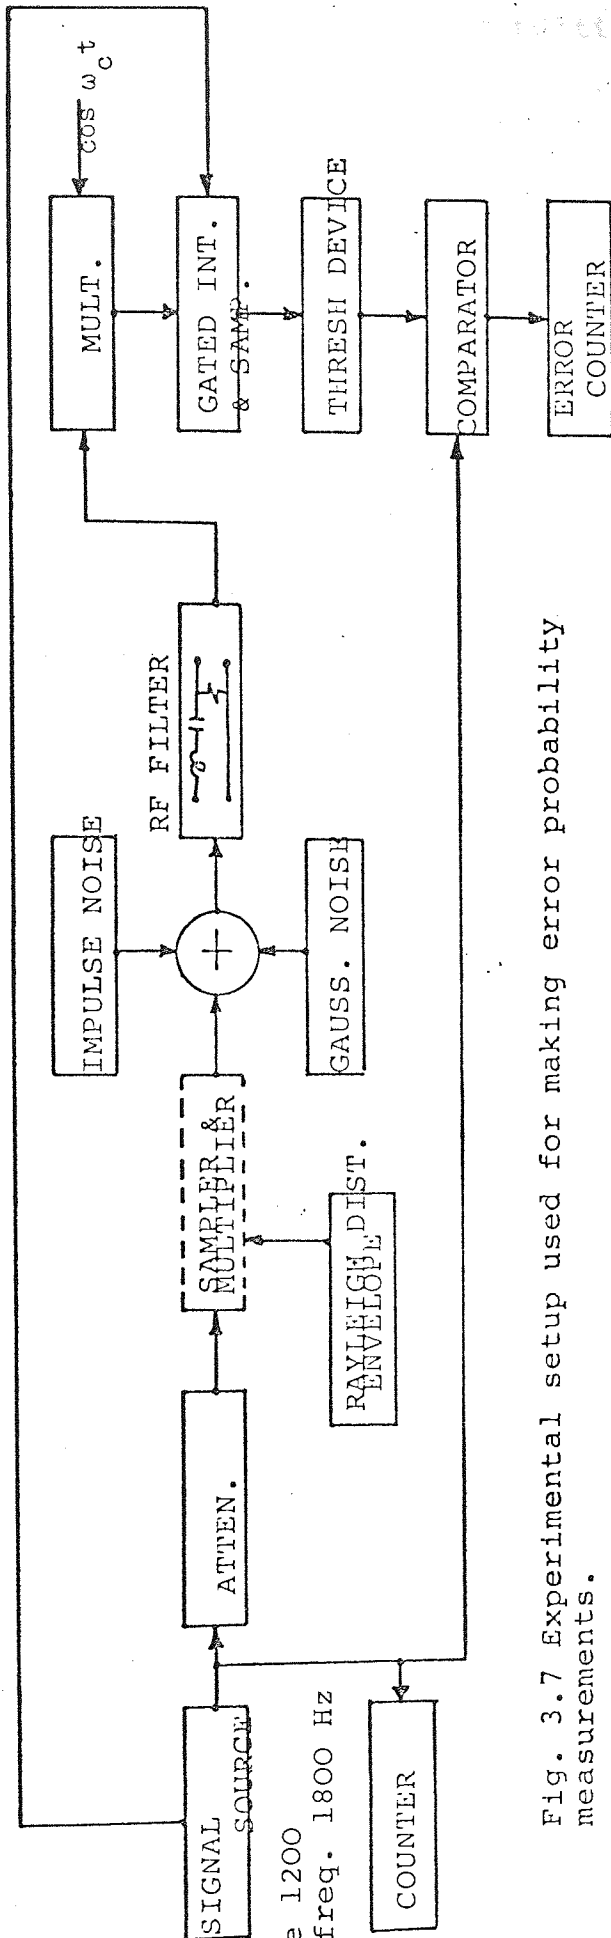 cos ω_c t
MULT.
GATED INT.
& SAMP.
THRESH DEVICE
COMPARATOR
ERROR
COUNTER
RF FILTER
IMPULSE NOISE
+
GAUSS. NOISE
SAMPLER &
MULTIPLIER
RAYLEIGH DIST.
ENVELOPE
ATTEN.
SIGNAL
SOURCE
e 1200
freq. 1800 Hz
COUNTER
Fig. 3.7 Experimental setup used for making error probability
measurements.